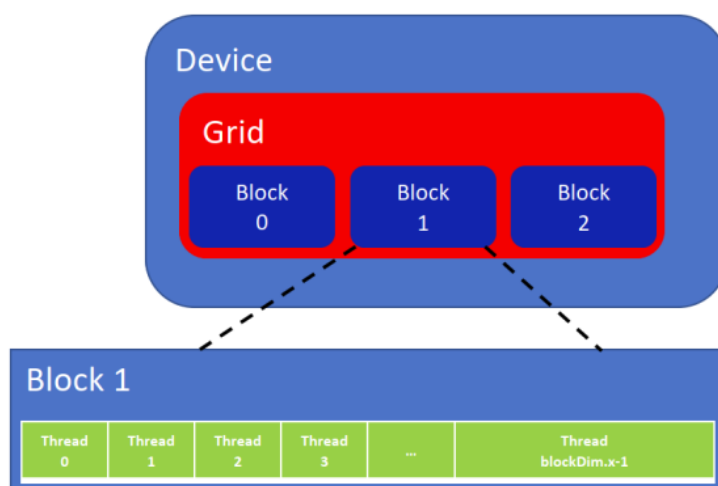 Device
Grid
Block
0
Block
1
Block
2
Block 1
Thread
0
Thread
1
Thread
2
Thread
3
...
Thread
blockDim.x-1